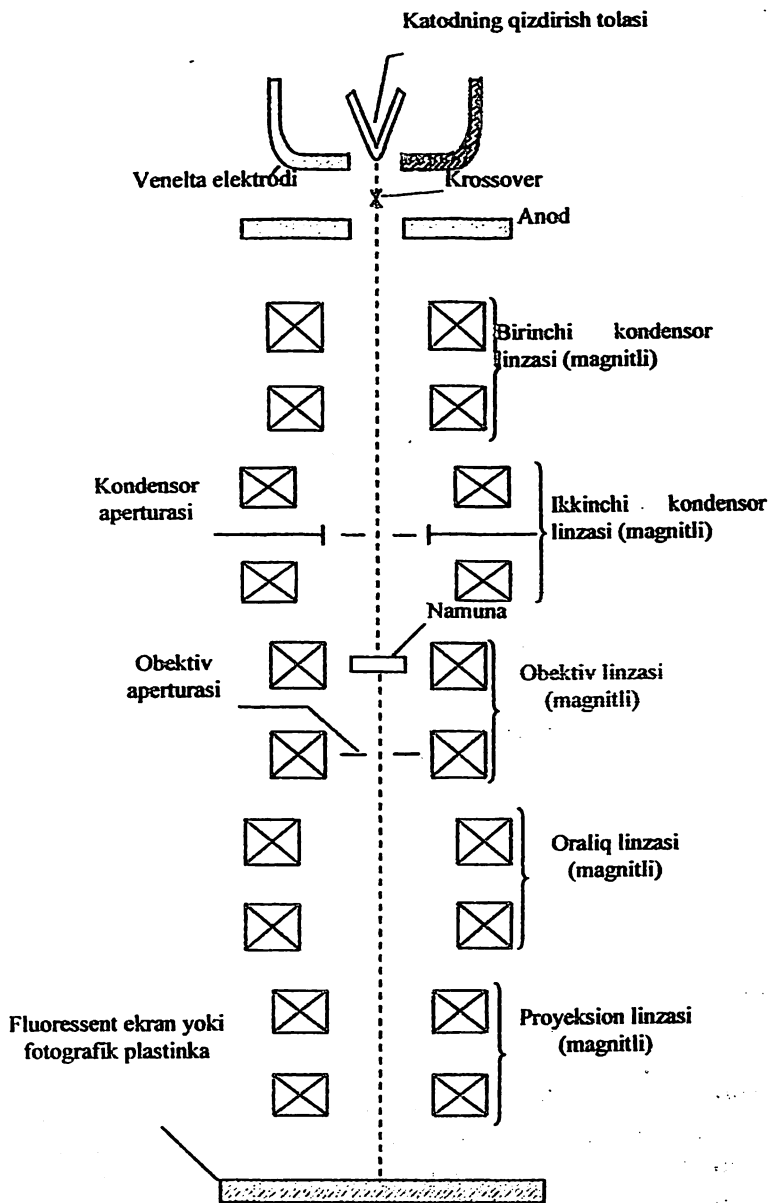 Katodning qizdirish tolasi
Venelta elektrodi
Krossover
Anod
Birinchi kondensor
linzasi (magnitli)
Kondensor
aperturasi
Ikkinchi kondensor
linzasi (magnitli)
Namuna
Obektiv
aperturasi
Obektiv linzasi
(magnitli)
Oraliq linzasi
(magnitli)
Fluoressent ekran yoki
fotografik plastinka
Proyeksion linzasi
(magnitli)